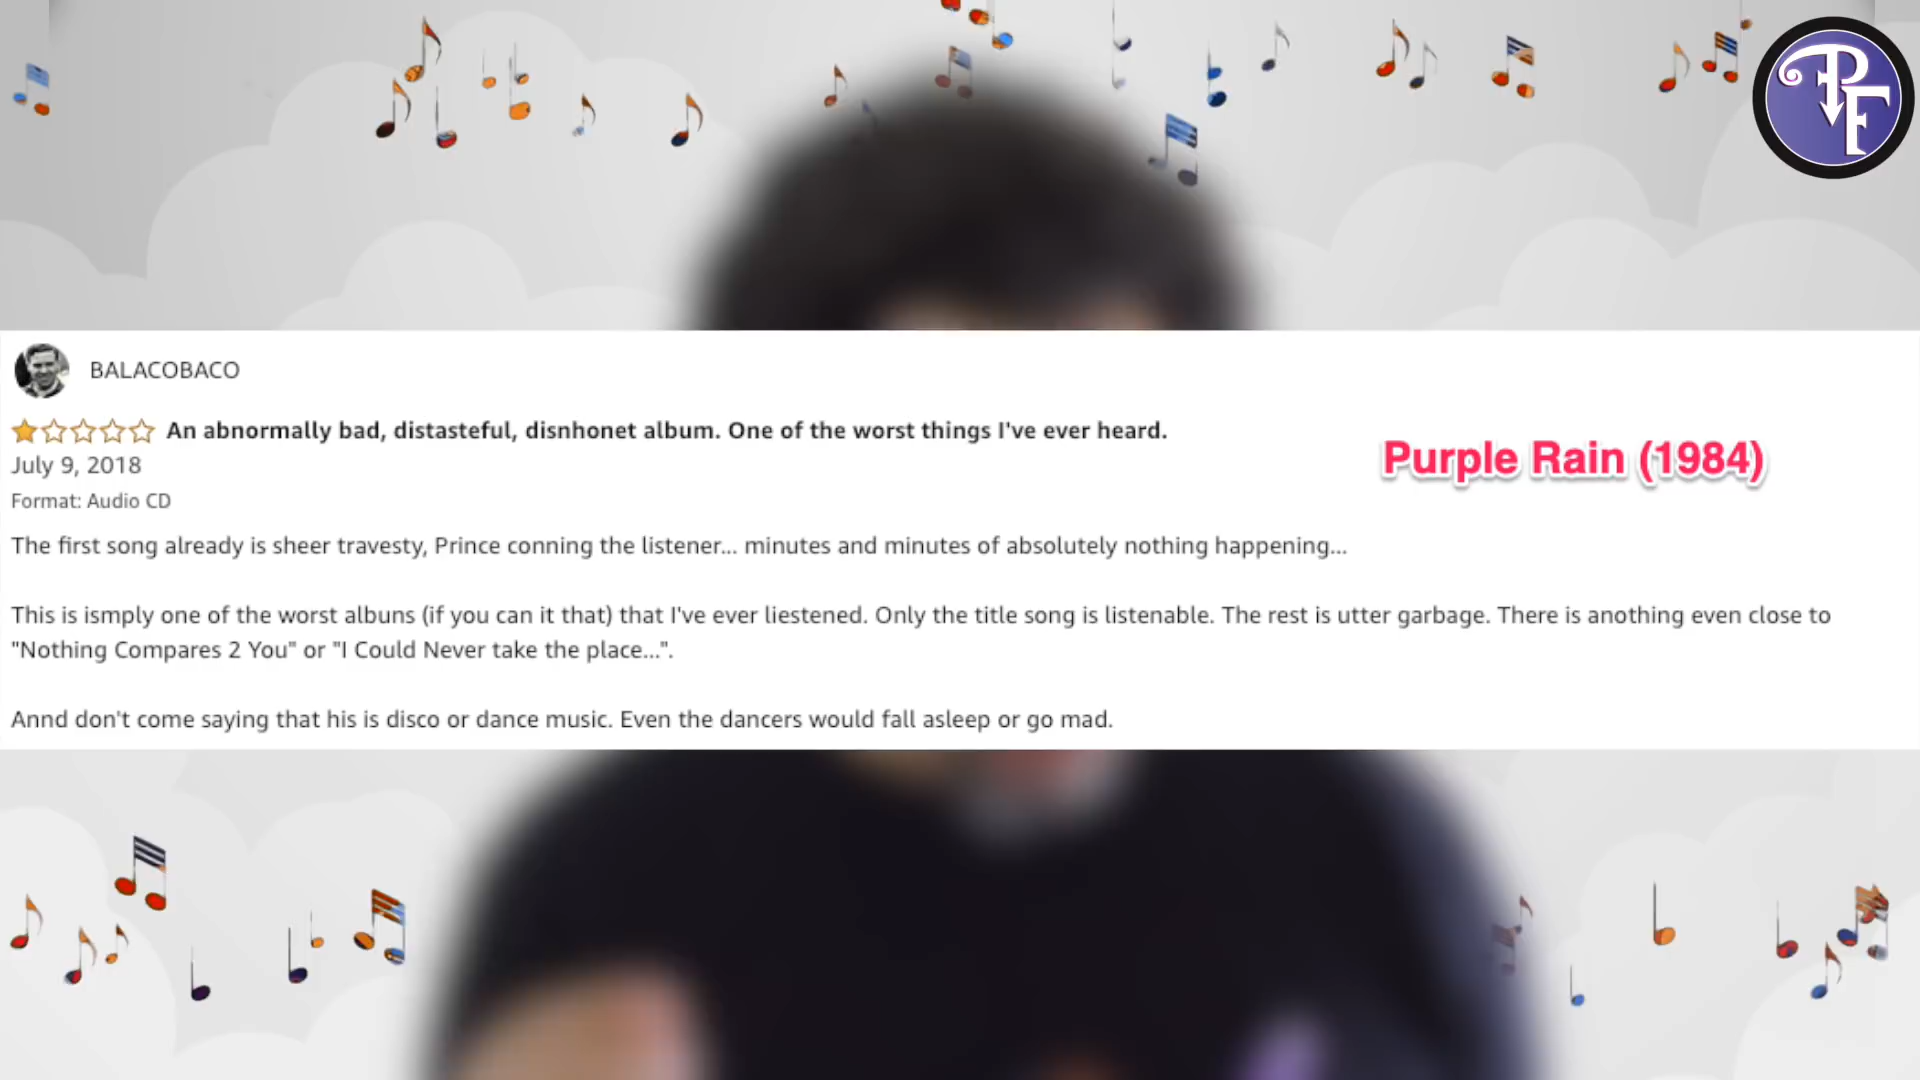 PF
BALACOBACO
An abnormally bad, distasteful, disnhonet album. One of the worst things I've ever heard.
July 9, 2018
Purple Rain (1984)
Format: Audio CD
The first song already is sheer travesty, Prince conning the listener... minutes and minutes of absolutely nothing happening...
This is ismply one of the worst albuns (if you can it that) that I've ever liestened. Only the title song is listenable. The rest is utter garbage. There is anothing even close to
"Nothing Compares 2 You" or "I Could Never take the place...".
Annd don't come saying that his is disco or dance music. Even the dancers would fall asleep or go mad.